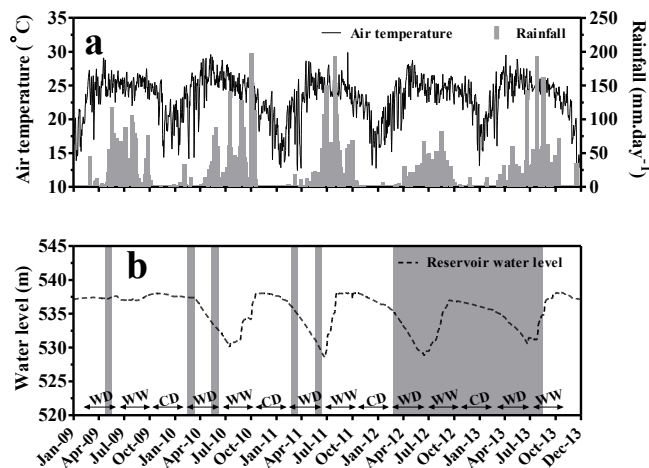 35
30
25
20
15
10
Air temperature (°C)
a
Air temperature
Rainfall
250
200
150
100
50
0
Rainfall (mm.day-1)
545
540
535
530
525
520
Water level (m)
b
Reservoir water level
WD WW CD WD WW CD WD WW CD WD WW CD WD WW
Jan-09 Apr-09 Jul-09 Oct-09 Jan-10 Apr-10 Jul-10 Oct-10 Jan-11 Apr-11 Jul-11 Oct-11 Jan-12 Apr-12 Jul-12 Oct-12 Jan-13 Apr-13 Jul-13 Oct-13 Dec-13